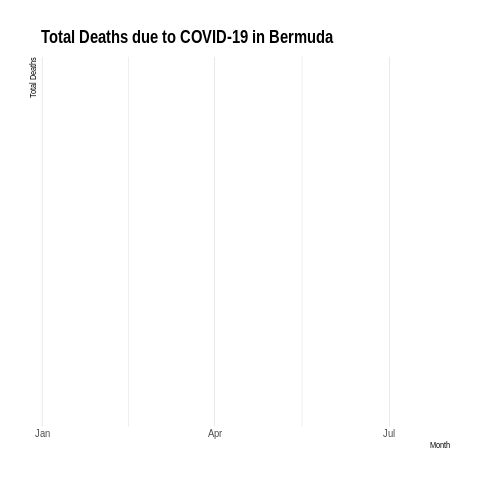 Total Deaths due to COVID-19 in Bermuda
Total Deaths
Jan
Apr
Jul
Month